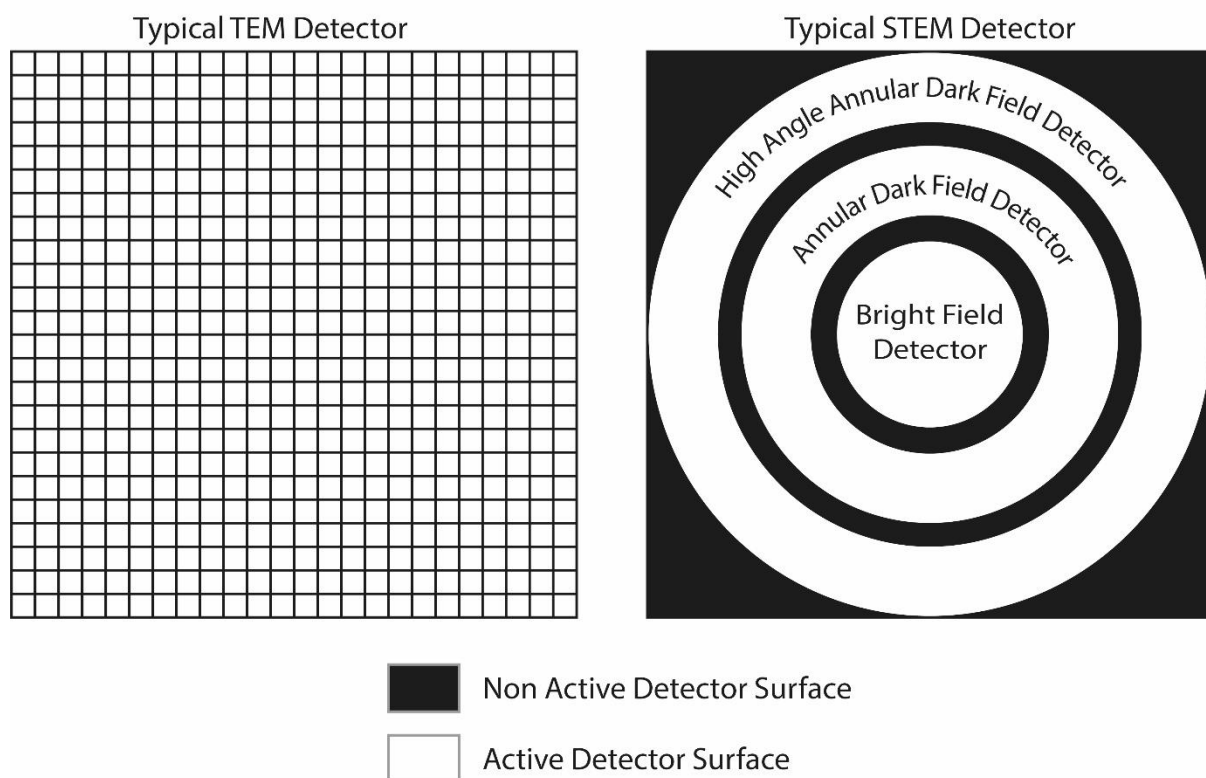 Typical TEM Detector
Typical STEM Detector
High Angle Annular Dark Field Detector
Annular Dark Field Detector
Bright Field
Detector
Non Active Detector Surface
Active Detector Surface